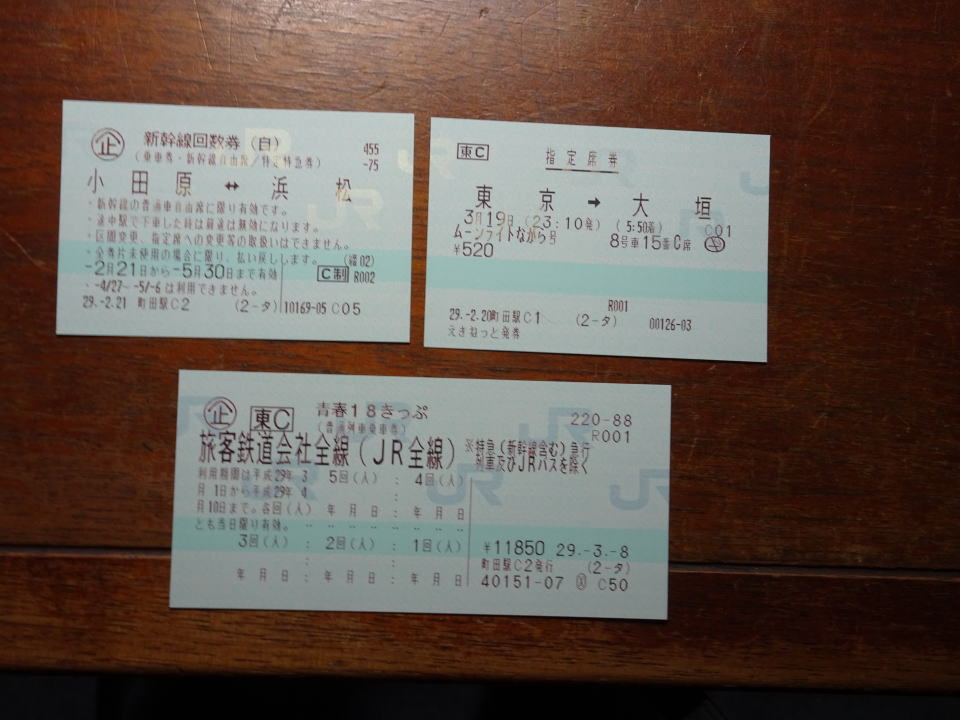 企 新幹線回数券（自） 455
（乗車券・新幹線自由席/特定特急券） -75
小田原 ↔ 浜松
・新幹線の普通車自由席に限り有効です。
・途中駅で下車した時は前途は無効になります。
・区間変更、指定席への変更等の取扱いはできません。
・全券片未使用の場合に限り、払い戻しします。 (繰02)
-2月21日から-5月30日まで有効 C制 R002
・-4/27~-5/-6は利用できません。
29.-2.21 町田駅C2 (2-タ) 10169-05 C05
東C 指定席券
東京 → 大垣
3月19日 (23:10発) (5:50着) C01
ムーンライトながら号 8号車15番C席
¥520
R001
29.-2.20町田駅C1 (2-タ) 00126-03
えきねっと発券
企 東C 青春18きっぷ 220-88
（普通列車乗車券） R001
旅客鉄道会社全線（JR全線） ※特急（新幹線含む）急行
列車及びJRバスを除く
利用期間は平成29年 3 5回(人) : 4回(人)
月 1日から平成29年 4 :
月10日まで。各回(人) 年 月 日 : 年 月 日
とも当日限り有効。
3回(人) : 2回(人) : 1回(人) ¥11850 29.-3.-8
町田駅C2発行 (2-タ)
年 月 日 : 年 月 日 : 年 月 日 40151-07 C50